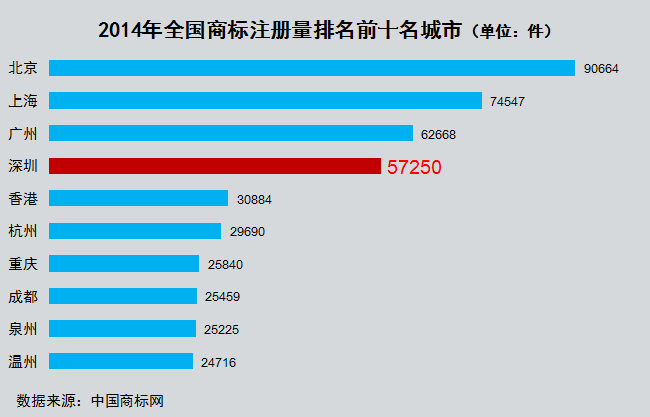 2014年全国商标注册量排名前十名城市（单位：件）
北京 90664
上海 74547
广州 62668
深圳 57250
香港 30884
杭州 29690
重庆 25840
成都 25459
泉州 25225
温州 24716
数据来源：中国商标网